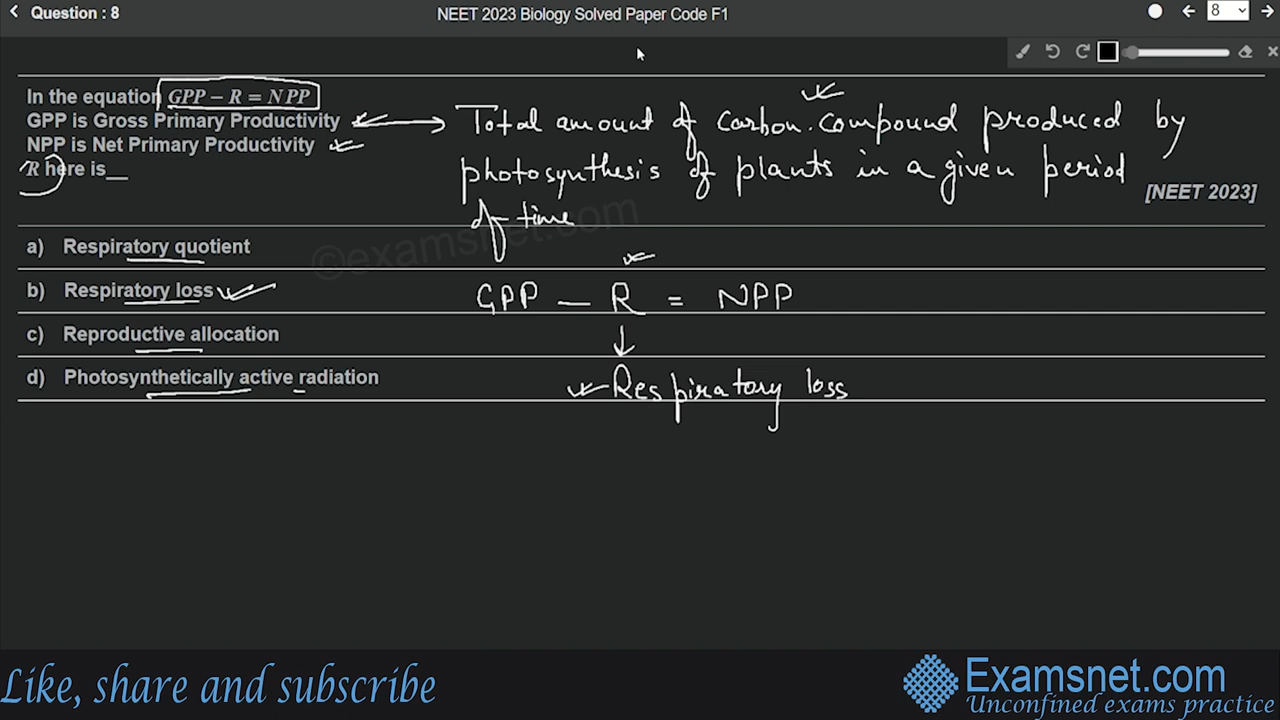 Question : 8
NEET 2023 Biology Solved Paper Code F1
8
In the equation GPP – R = NPP
GPP is Gross Primary Productivity
NPP is Net Primary Productivity
R here is__
Total amount of carbon.compound produced by
photosynthesis of plants in a given period
of time
[NEET 2023]
©examsnet.com
a) Respiratory quotient
b) Respiratory loss
c) Reproductive allocation
d) Photosynthetically active radiation
GPP – R = NPP
Respiratory loss
Like, share and subscribe
Examsnet.com
Unconfined exams practice